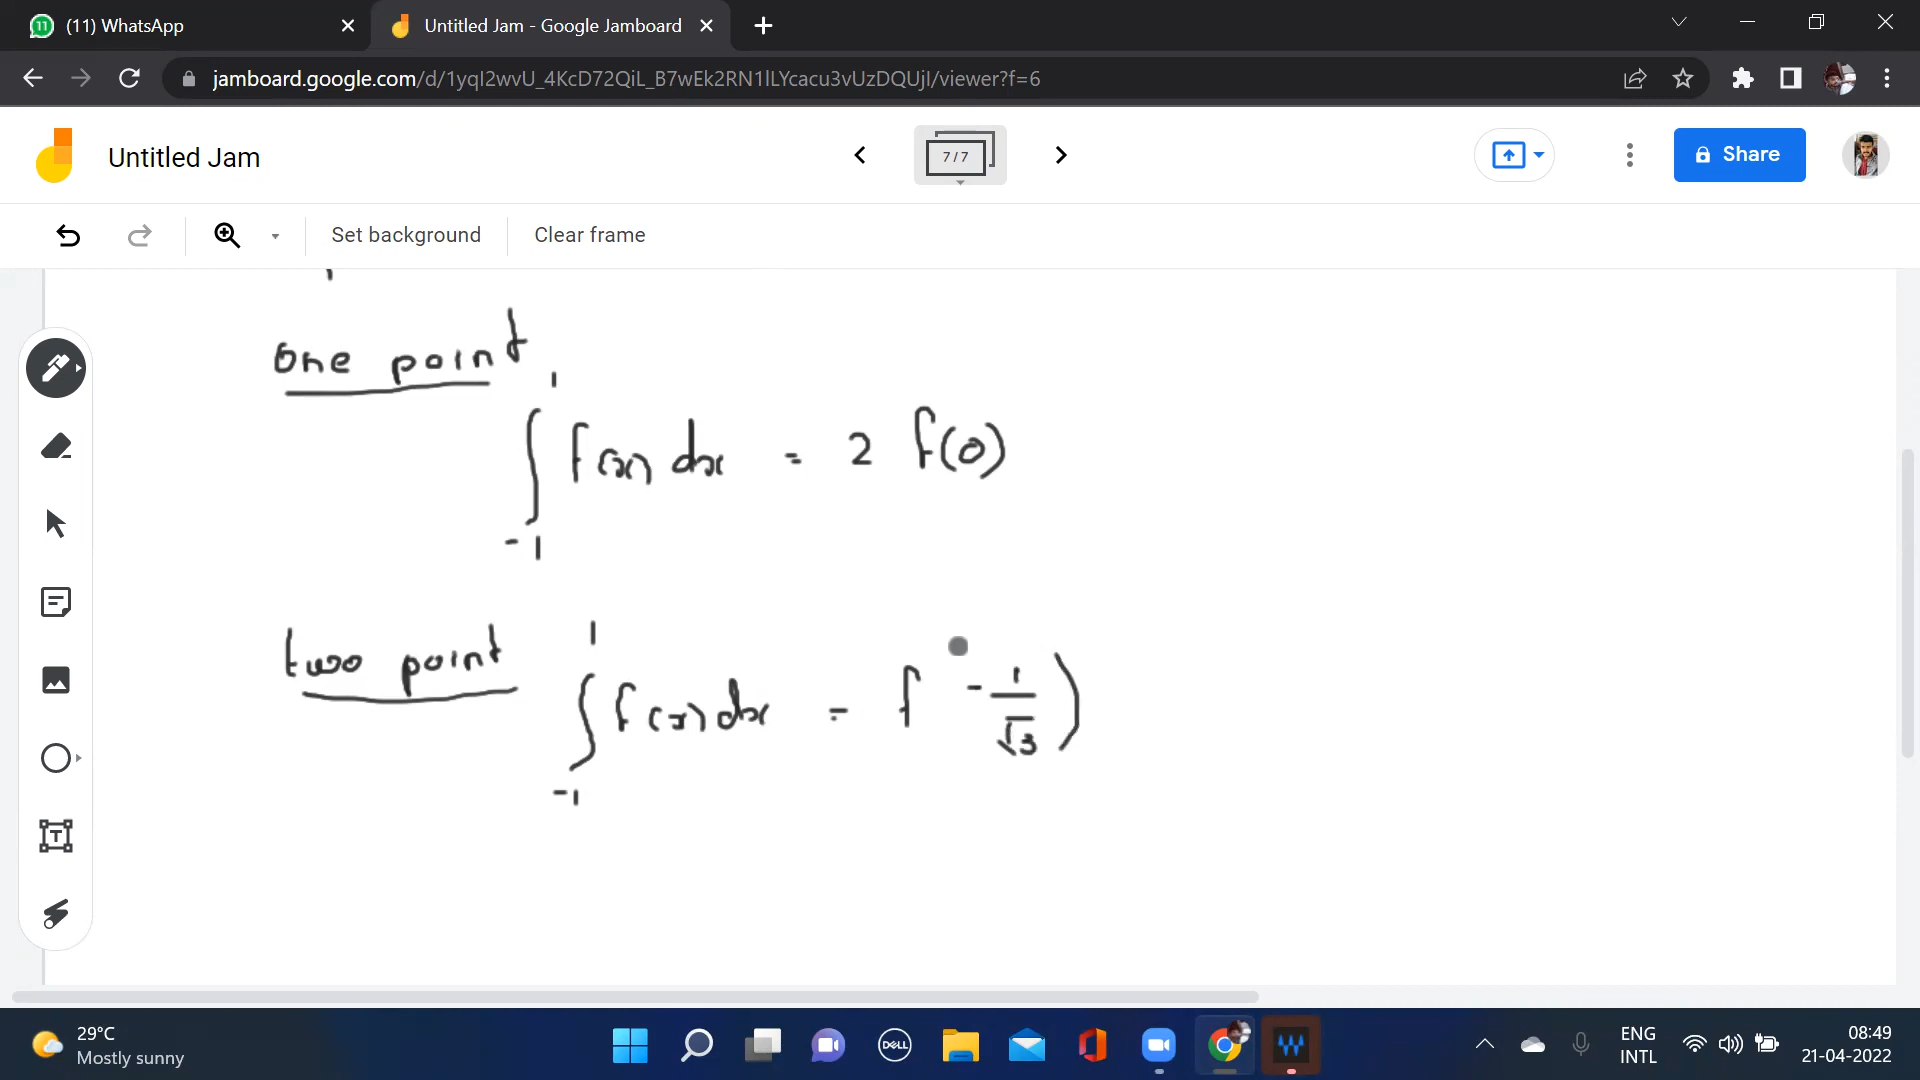 (11) WhatsApp
Untitled Jam - Google Jamboard
jamboard.google.com/d/1yqI2wvU_4KcD72QiL_B7wEk2RN1lLYcacu3vUzDQUjI/viewer?f=6
Untitled Jam
7 / 7
Share
Set background
Clear frame
one point
1
∫ f(x) dx = 2 f(0)
-1
two point
1
∫ f(x) dx = f -1/√3)
-1
29°C
Mostly sunny
DELL
ENG
INTL
08:49
21-04-2022